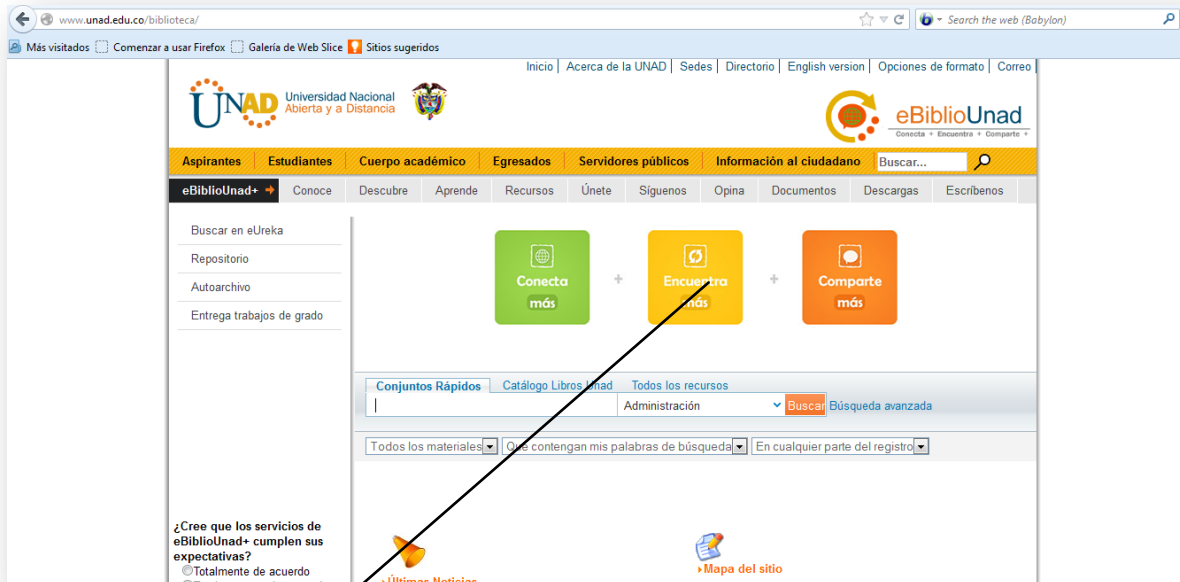 www.unad.edu.co/biblioteca/ Search the web (Babylon)
Más visitados Comenzar a usar Firefox Galería de Web Slice Sitios sugeridos
Inicio | Acerca de la UNAD | Sedes | Directorio | English version | Opciones de formato | Correo |
UNAD Universidad Nacional
Abierta y a Distancia
eBiblioUnad
Conecta + Encuentra + Comparte +
Aspirantes Estudiantes Cuerpo académico Egresados Servidores públicos Información al ciudadano Buscar...
eBiblioUnad+ Conoce Descubre Aprende Recursos Únete Síguenos Opina Documentos Descargas Escríbenos
Buscar en eUreka
Repositorio
Autoarchivo
Entrega trabajos de grado
Conecta
más
+
Encuentra
más
+
Comparte
más
Conjuntos Rápidos Catálogo Libros Unad Todos los recursos
Administración Buscar Búsqueda avanzada
Todos los materiales Que contengan mis palabras de búsqueda En cualquier parte del registro
¿Cree que los servicios de
eBiblioUnad+ cumplen sus
expectativas?
Totalmente de acuerdo
Últimas Noticias
Mapa del sitio